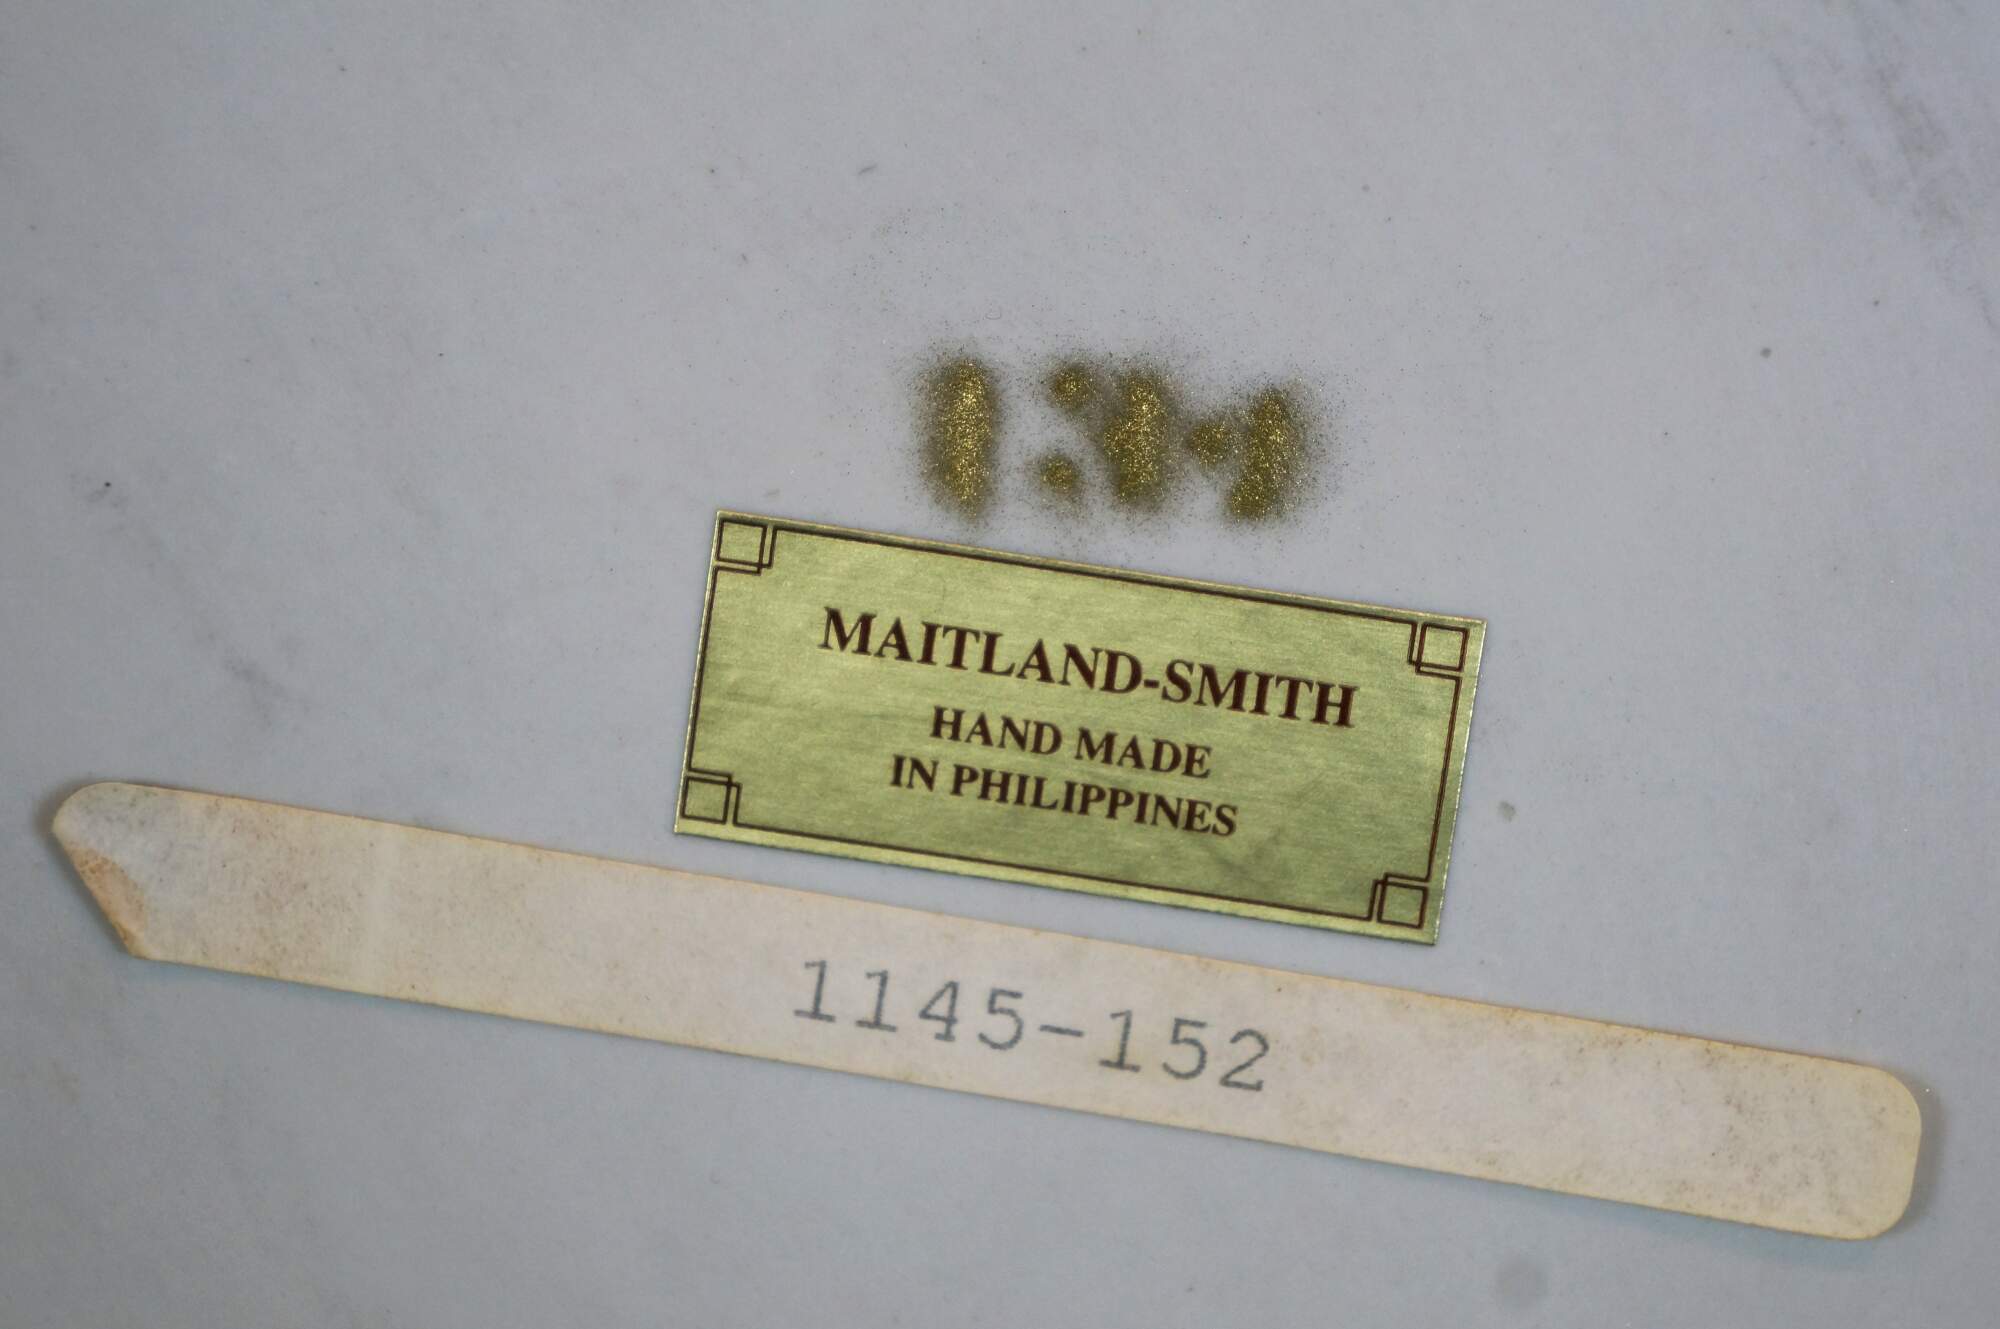 MAITLAND-SMITH
HAND MADE
IN PHILIPPINES
1145-152